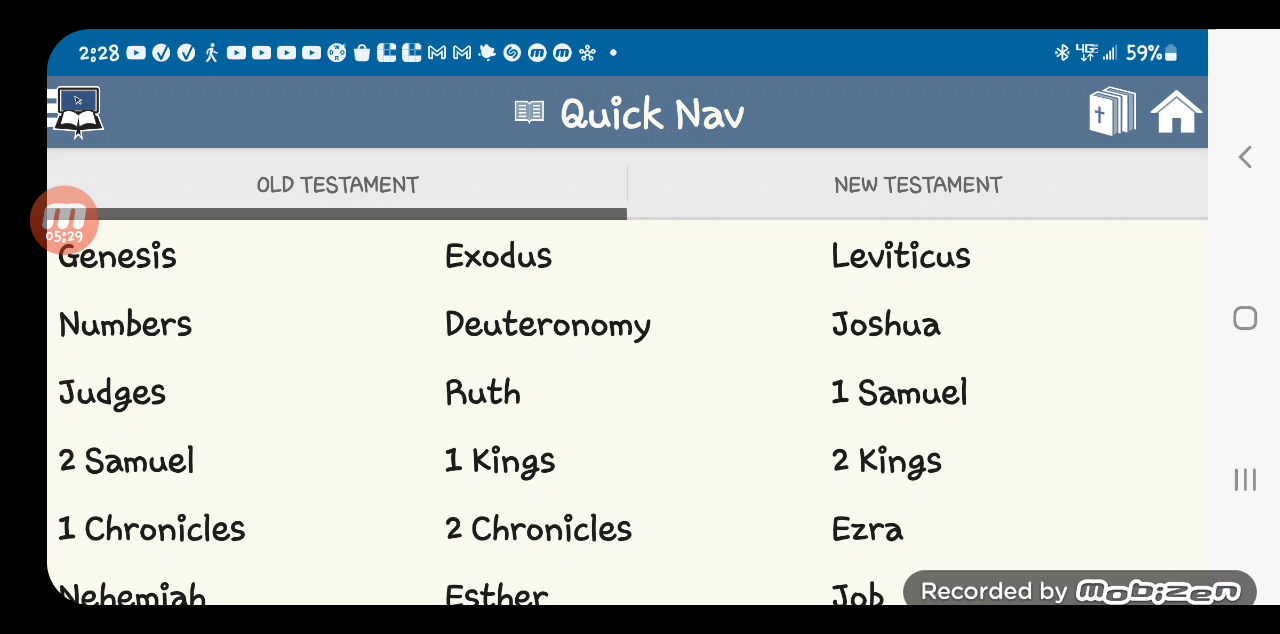 2:28 59%
Quick Nav
OLD TESTAMENT NEW TESTAMENT
05:29
Genesis Exodus Leviticus
Numbers Deuteronomy Joshua
Judges Ruth 1 Samuel
2 Samuel 1 Kings 2 Kings
1 Chronicles 2 Chronicles Ezra
Nehemiah Esther Job
Recorded by mobizen